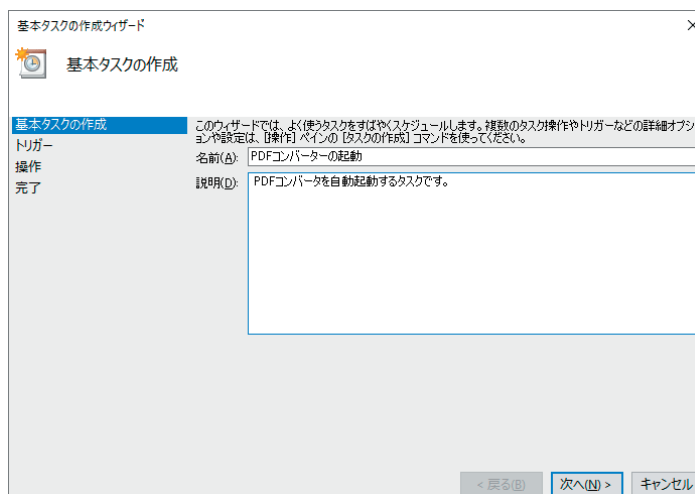 基本タスクの作成ウィザード
基本タスクの作成
基本タスクの作成
トリガー
操作
完了
このウィザードでは、よく使うタスクをすばやくスケジュールします。複数のタスク操作やトリガーなどの詳細オプシ
ョンや設定は、[操作] ペインの [タスクの作成] コマンドを使ってください。
名前(A): PDFコンバーターの起動
説明(D): PDFコンバータを自動起動するタスクです。
< 戻る(B) 次へ(N) > キャンセル